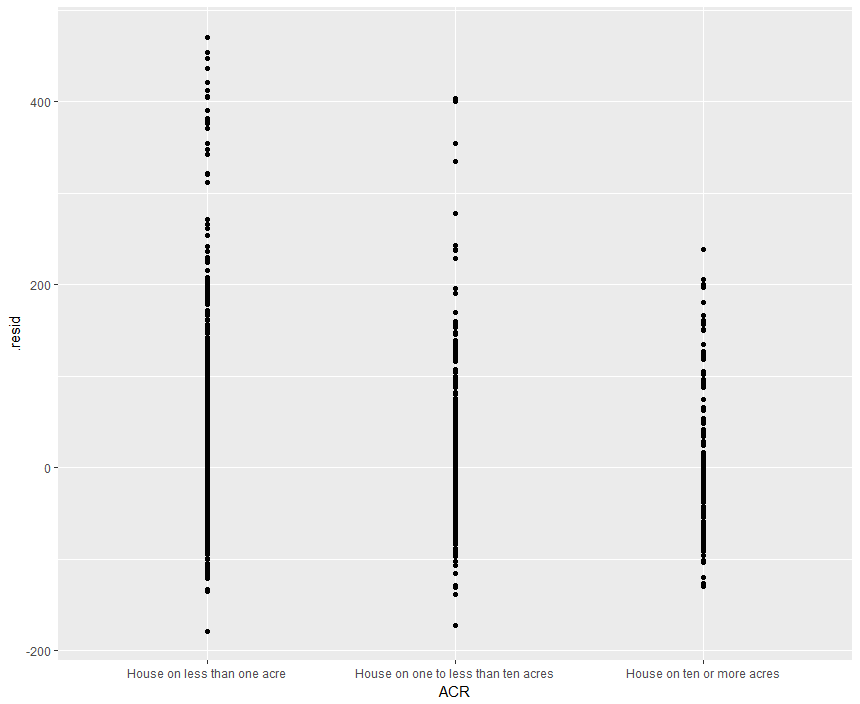 400
200
0
-200
.resid
House on less than one acre
House on one to less than ten acres
House on ten or more acres
ACR